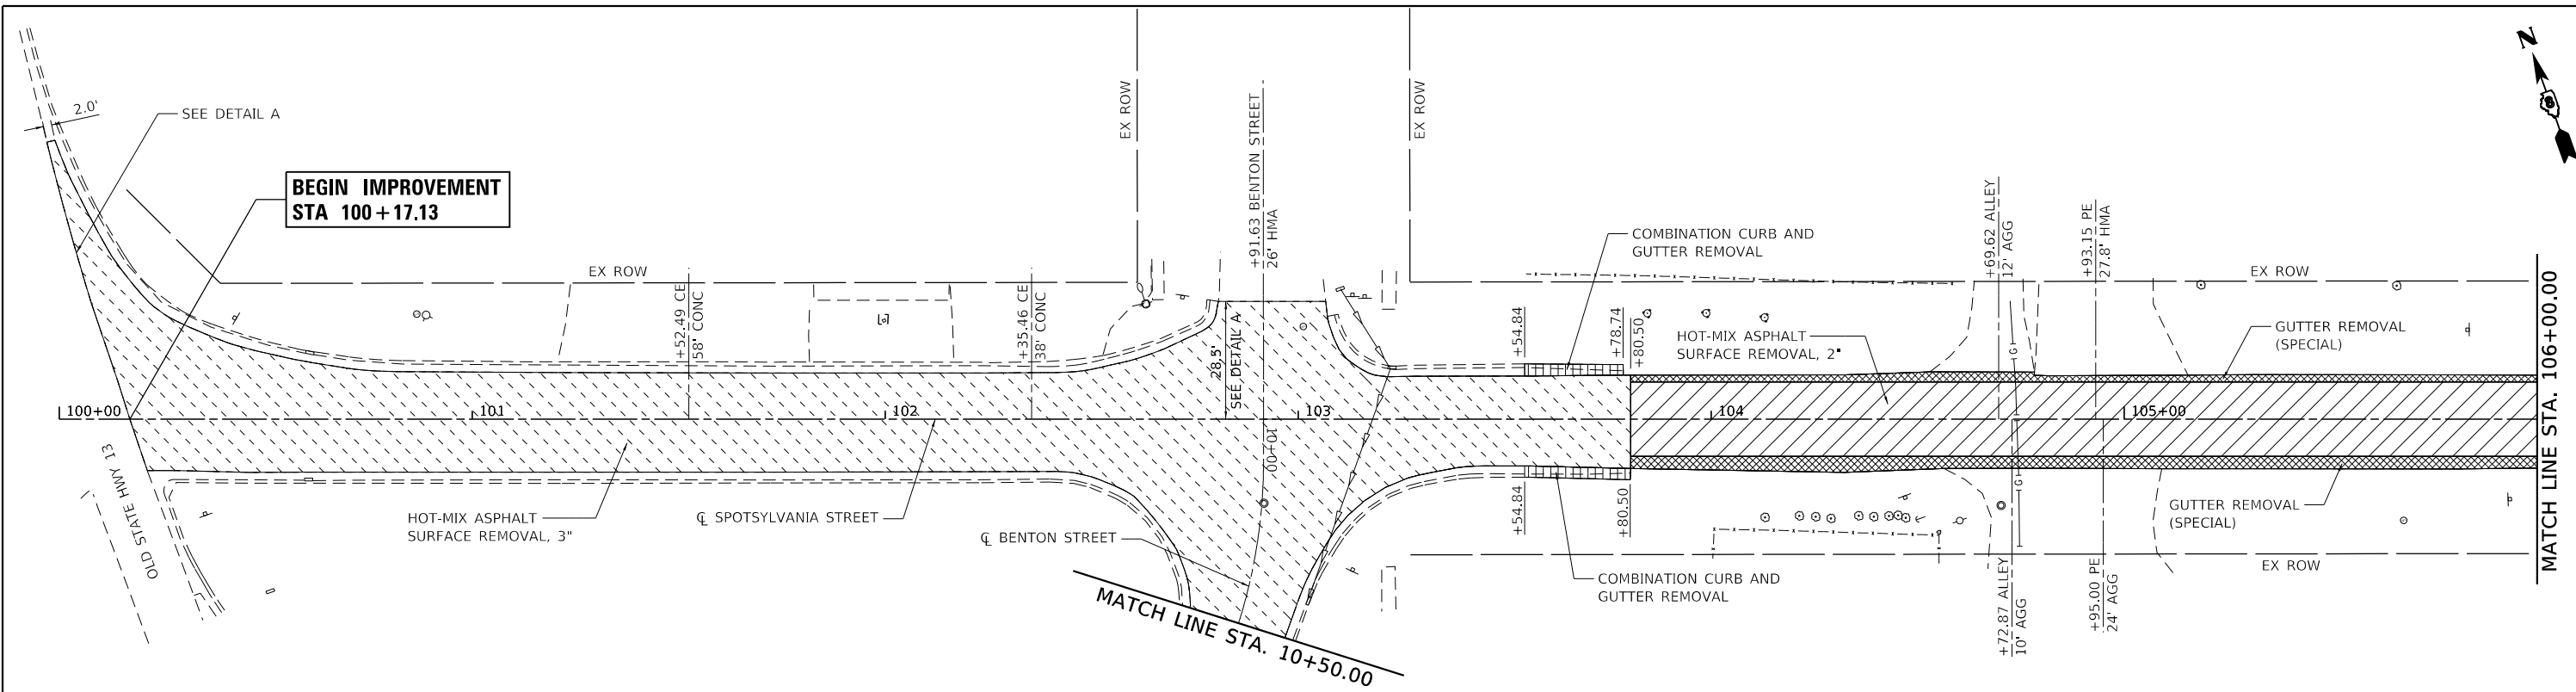 N
2.0'
SEE DETAIL A
BEGIN IMPROVEMENT
STA 100+17.13
EX ROW
EX ROW
EX ROW
+91.63 BENTON STREET
26' HMA
COMBINATION CURB AND
GUTTER REMOVAL
+69.62 ALLEY
12' AGG
+93.15 PE
27.8' HMA
EX ROW
+52.49 CE
58' CONC
+35.46 CE
38' CONC
28.5'
SEE DETAIL A
+54.84
+78.74
+80.50
HOT-MIX ASPHALT
SURFACE REMOVAL, 2"
GUTTER REMOVAL
(SPECIAL)
G
100+00
101
102
103
104
105+00
MATCH LINE STA. 106+00.00
10+00
OLD STATE HWY 13
HOT-MIX ASPHALT
SURFACE REMOVAL, 3"
℄ SPOTSYLVANIA STREET
℄ BENTON STREET
+54.84
+80.50
G
GUTTER REMOVAL
(SPECIAL)
COMBINATION CURB AND
GUTTER REMOVAL
+72.87 ALLEY
10' AGG
+95.00 PE
24' AGG
EX ROW
MATCH LINE STA. 10+50.00